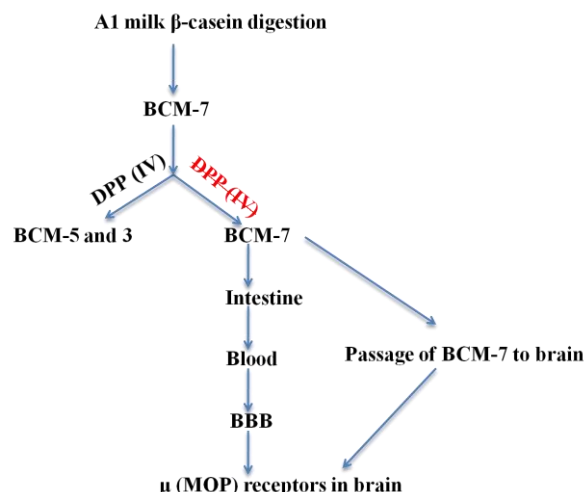 A1 milk β-casein digestion
BCM-7
DPP (IV)
DPP (IV)
BCM-5 and 3
BCM-7
Intestine
Blood
Passage of BCM-7 to brain
BBB
μ (MOP) receptors in brain